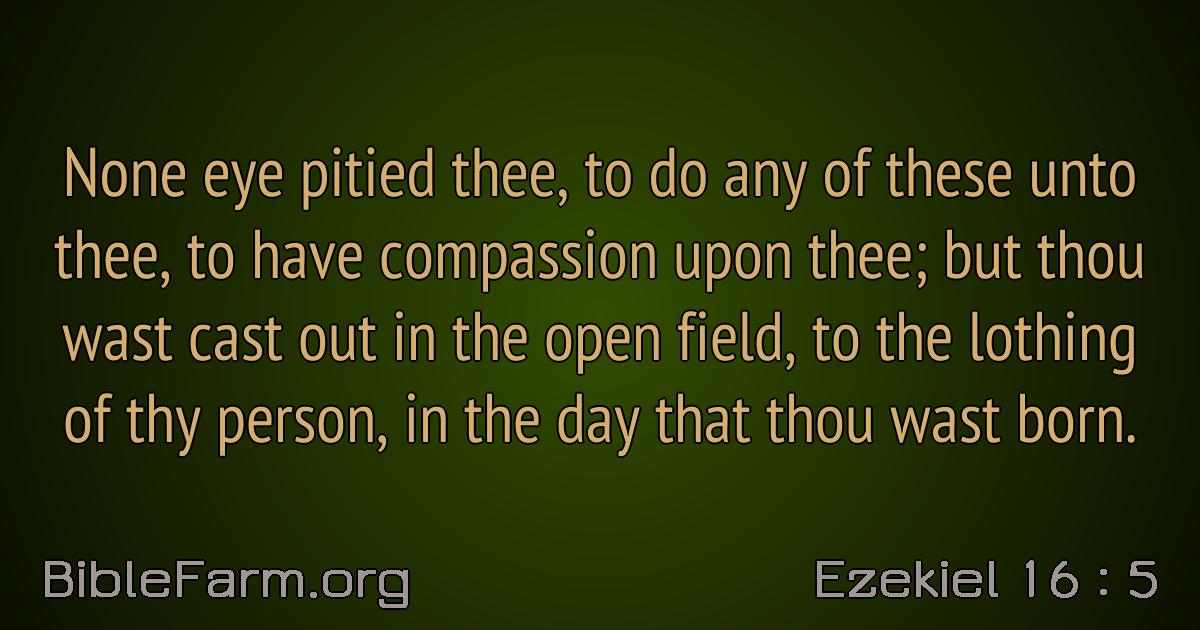 None eye pitied thee, to do any of these unto
thee, to have compassion upon thee; but thou
wast cast out in the open field, to the lothing
of thy person, in the day that thou wast born.
BibleFarm.org
Ezekiel 16 : 5